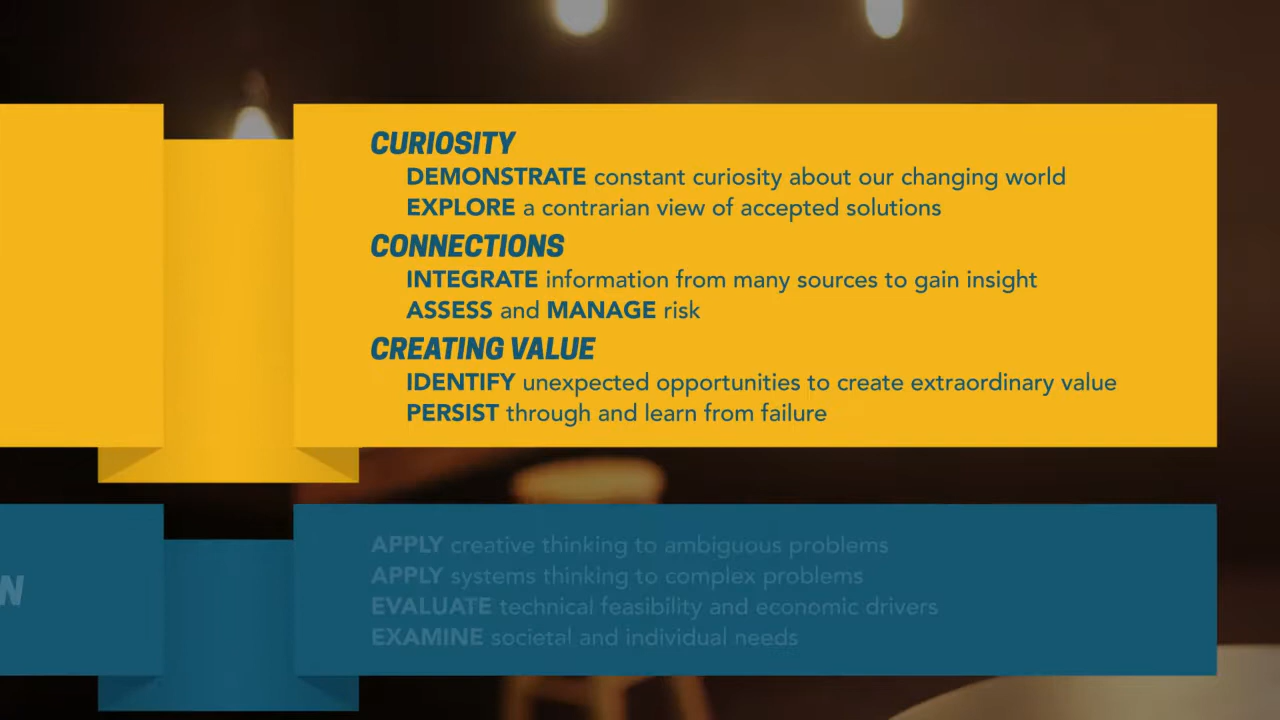 CURIOSITY
DEMONSTRATE constant curiosity about our changing world
EXPLORE a contrarian view of accepted solutions
CONNECTIONS
INTEGRATE information from many sources to gain insight
ASSESS and MANAGE risk
CREATING VALUE
IDENTIFY unexpected opportunities to create extraordinary value
PERSIST through and learn from failure
N
APPLY creative thinking to ambiguous problems
APPLY systems thinking to complex problems
EVALUATE technical feasibility and economic drivers
EXAMINE societal and individual needs